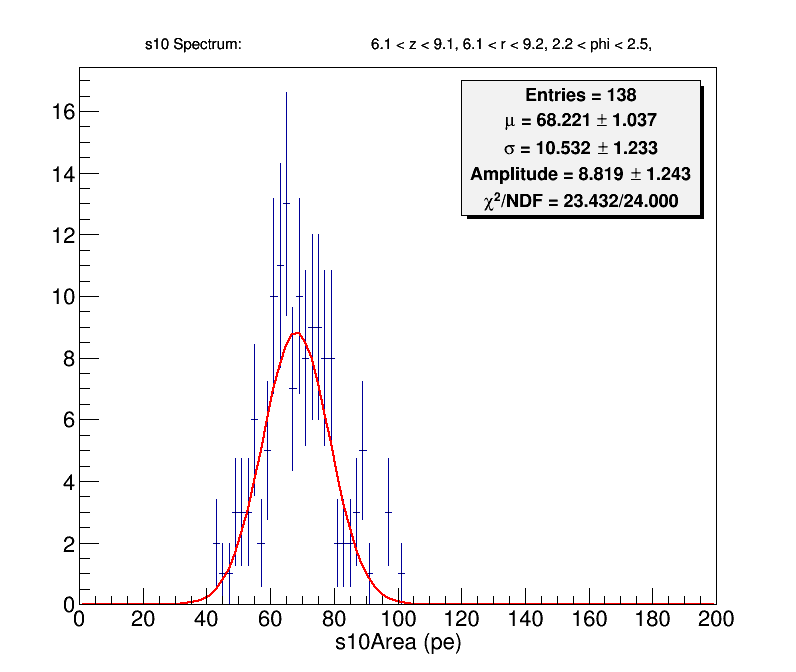 s10 Spectrum: 6.1 < z < 9.1, 6.1 < r < 9.2, 2.2 < phi < 2.5,
Entries = 138
μ = 68.221 ± 1.037
σ = 10.532 ± 1.233
Amplitude = 8.819 ± 1.243
χ²/NDF = 23.432/24.000
16
14
12
10
8
6
4
2
0
0 20 40 60 80 100 120 140 160 180 200
s10Area (pe)